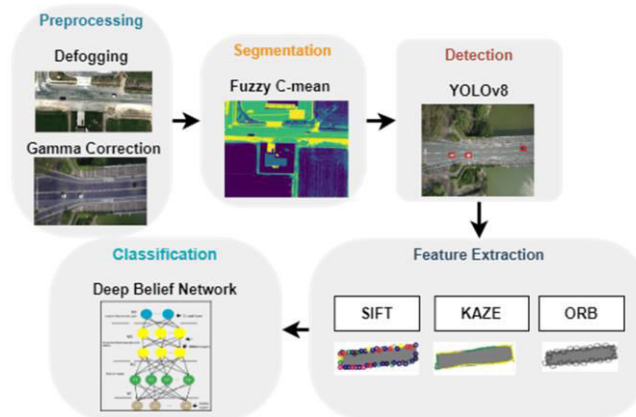 Preprocessing
Defogging
Gamma Correction
Segmentation
Fuzzy C-mean
Detection
YOLOv8
Feature Extraction
SIFT
KAZE
ORB
Classification
Deep Belief Network